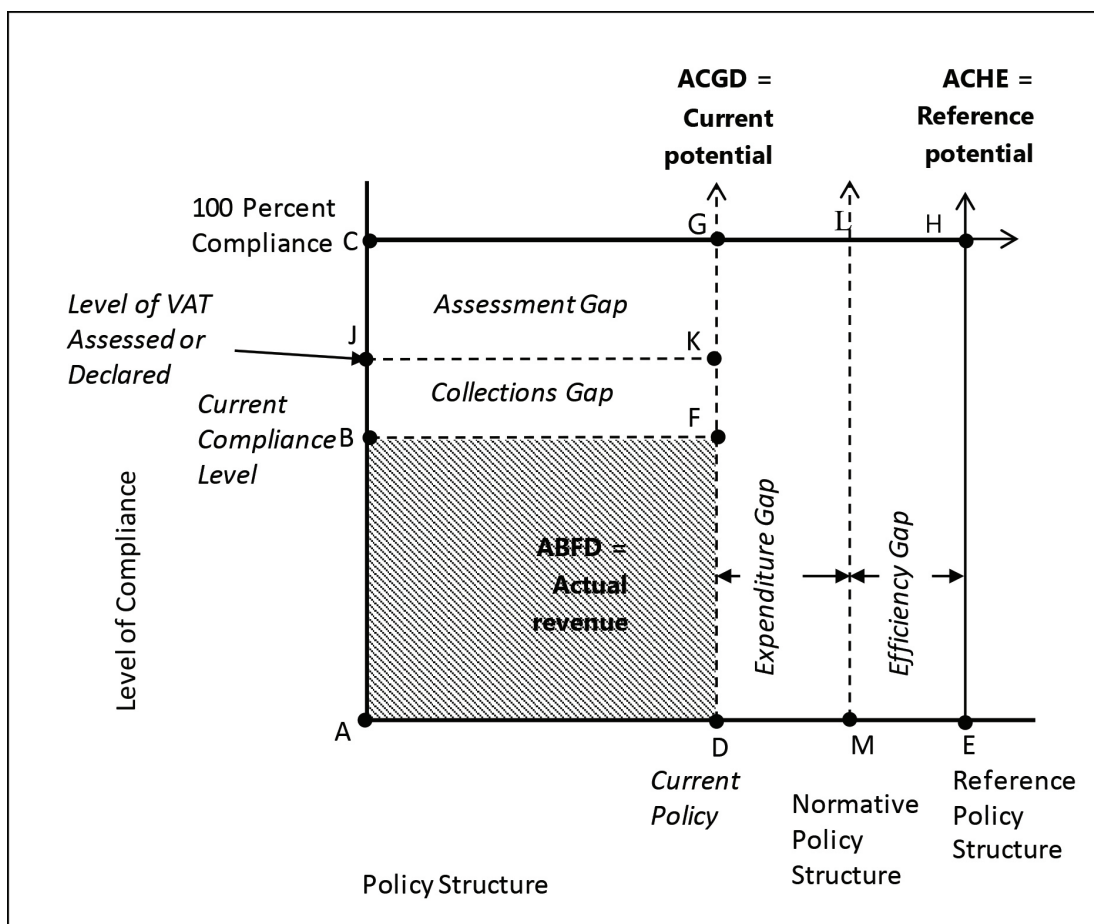 ACGD =
Current
potential
ACHE =
Reference
potential
100 Percent
Compliance
C
G
L
H
Level of VAT
Assessed or
Declared
J
Assessment Gap
K
Collections Gap
Current
Compliance
Level
B
F
Level of Compliance
ABFD =
Actual
revenue
Expenditure Gap
Efficiency Gap
A
D
M
E
Current
Policy
Normative
Policy
Structure
Reference
Policy
Structure
Policy Structure